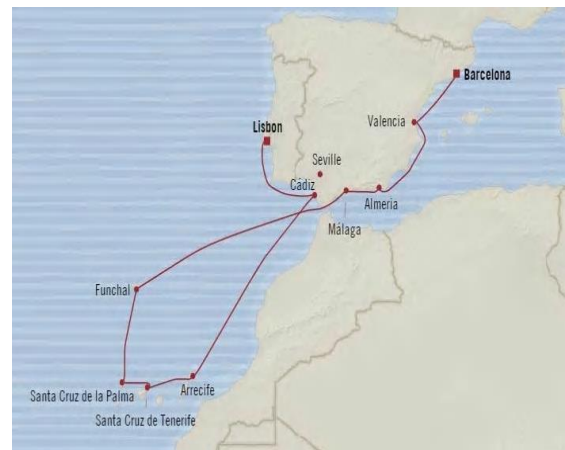 Barcelona
Valencia
Lisbon
Seville
Cádiz
Almeria
Málaga
Funchal
Arrecife
Santa Cruz de la Palma
Santa Cruz de Tenerife